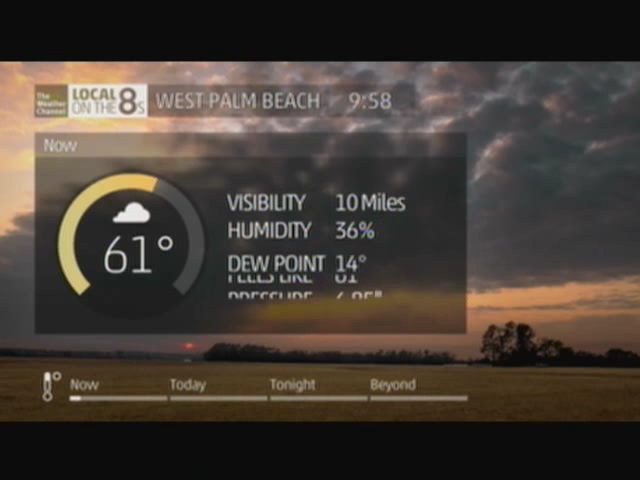 The Weather Channel
LOCAL ON THE 8s
WEST PALM BEACH 9:58
Now
61°
VISIBILITY 10 Miles
HUMIDITY 36%
DEW POINT 14°
Now Today Tonight Beyond